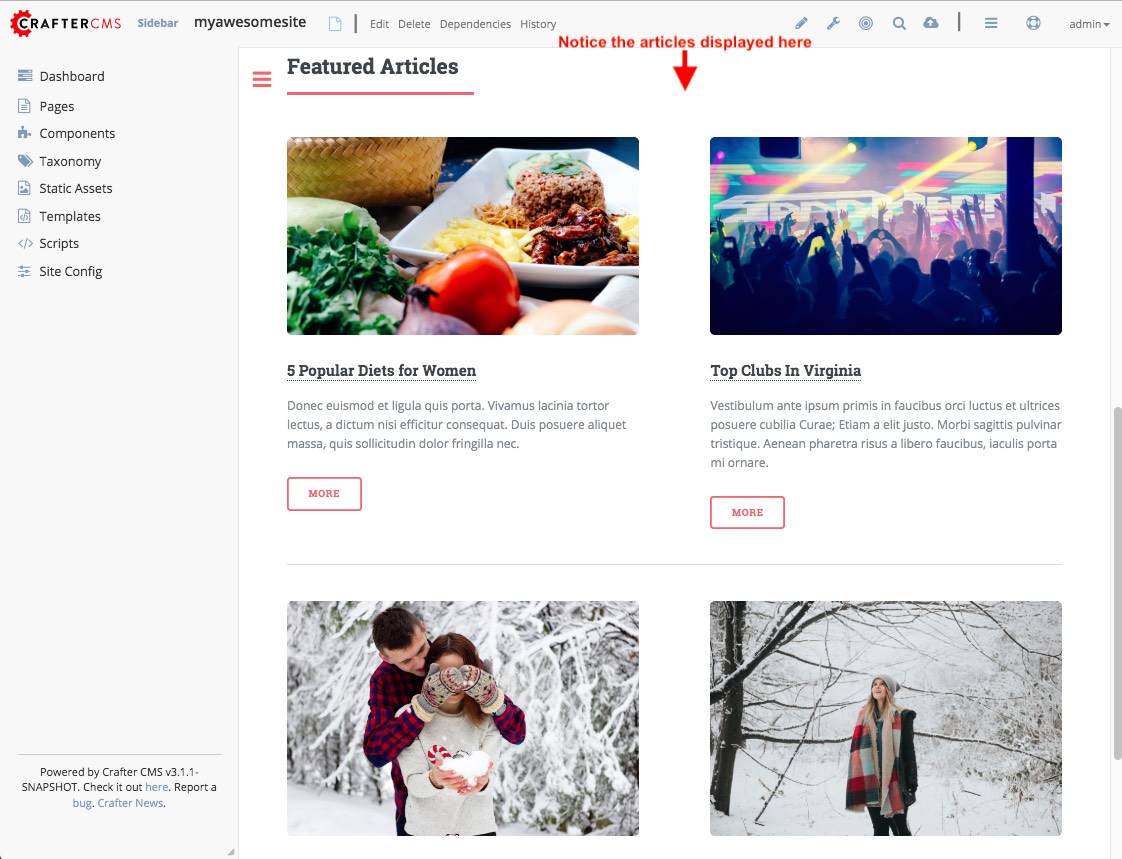 CRAFTERCMS Sidebar myawesomesite Edit Delete Dependencies History admin
Notice the articles displayed here
Dashboard
Pages
Components
Taxonomy
Static Assets
Templates
Scripts
Site Config
Powered by Crafter CMS v3.1.1-
SNAPSHOT. Check it out here. Report a
bug. Crafter News.
Featured Articles
5 Popular Diets for Women
Donec euismod et ligula quis porta. Vivamus lacinia tortor
lectus, a dictum nisi efficitur consequat. Duis posuere aliquet
massa, quis sollicitudin dolor fringilla nec.
MORE
Top Clubs In Virginia
Vestibulum ante ipsum primis in faucibus orci luctus et ultrices
posuere cubilia Curae; Etiam a elit justo. Morbi sagittis pulvinar
tristique. Aenean pharetra risus a libero faucibus, iaculis porta
mi ornare.
MORE